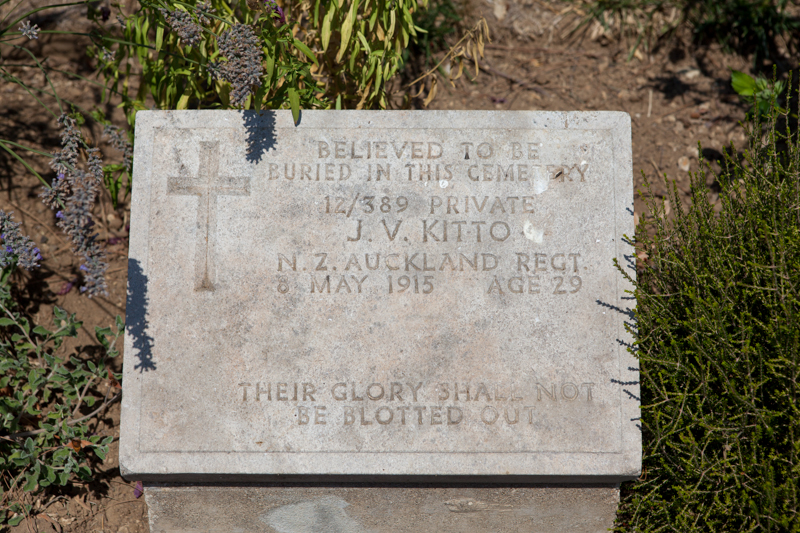 BELIEVED TO BE
BURIED IN THIS CEMETERY
12/389 PRIVATE
J. V. KITTO
N. Z. AUCKLAND REGT
8 MAY 1915 AGE 29
THEIR GLORY SHALL NOT
BE BLOTTED OUT